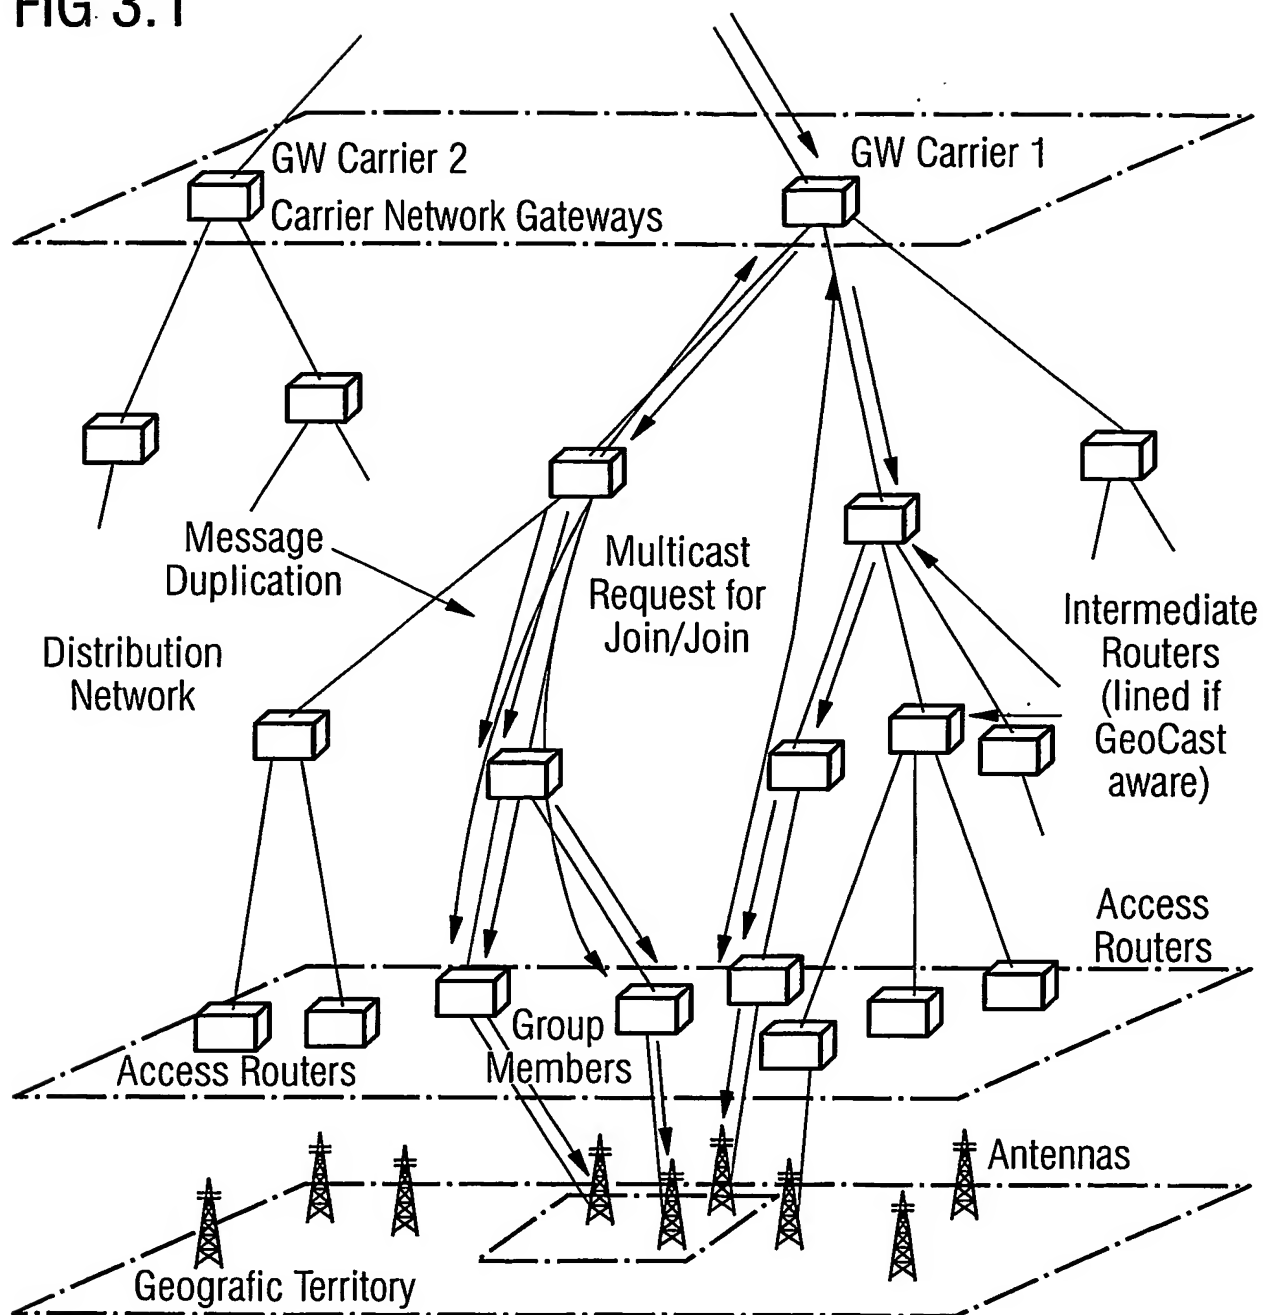 FIG 3.1
GW Carrier 2
GW Carrier 1
Carrier Network Gateways
Message
Duplication
Multicast
Request for
Join/Join
Intermediate
Routers
(lined if
GeoCast
aware)
Distribution
Network
Access
Routers
Group
Members
Access Routers
Antennas
Geografic Territory